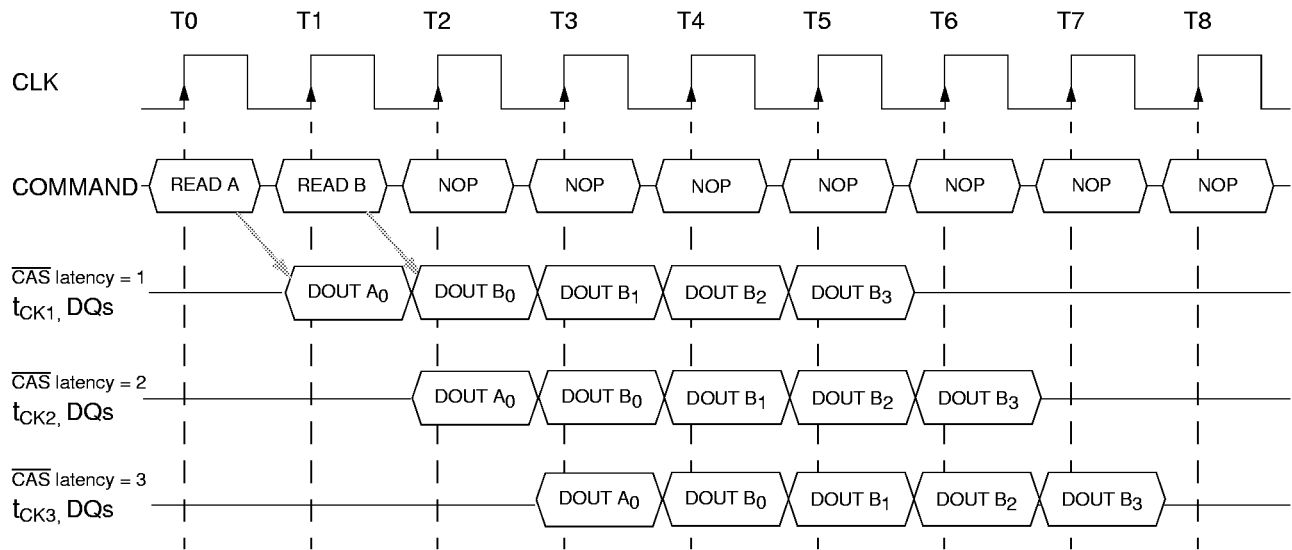 T0 T1 T2 T3 T4 T5 T6 T7 T8
CLK
COMMAND READ A READ B NOP NOP NOP NOP NOP NOP NOP
CAS latency = 1
tCK1, DQs DOUT A0 DOUT B0 DOUT B1 DOUT B2 DOUT B3
CAS latency = 2
tCK2, DQs DOUT A0 DOUT B0 DOUT B1 DOUT B2 DOUT B3
CAS latency = 3
tCK3, DQs DOUT A0 DOUT B0 DOUT B1 DOUT B2 DOUT B3